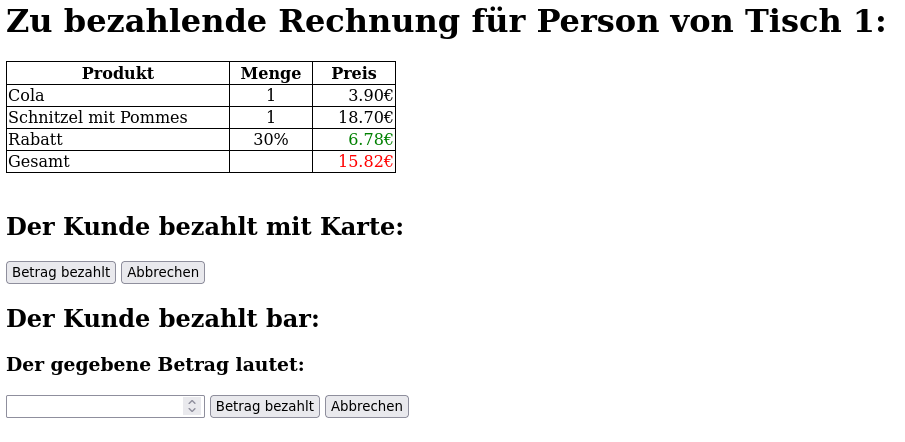 Zu bezahlende Rechnung für Person von Tisch 1:
Produkt Menge Preis
Cola 1 3.90€
Schnitzel mit Pommes 1 18.70€
Rabatt 30% 6.78€
Gesamt 15.82€
Der Kunde bezahlt mit Karte:
Betrag bezahlt Abbrechen
Der Kunde bezahlt bar:
Der gegebene Betrag lautet:
Betrag bezahlt Abbrechen